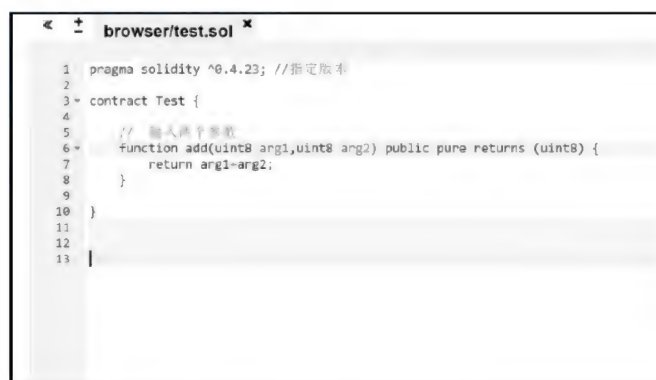 browser/test.sol
1 pragma solidity ^0.4.23; //指定版本
2
3 contract Test {
4
5 // 输入两个参数
6 function add(uint8 arg1,uint8 arg2) public pure returns (uint8) {
7 return arg1+arg2;
8 }
9
10 }
11
12
13